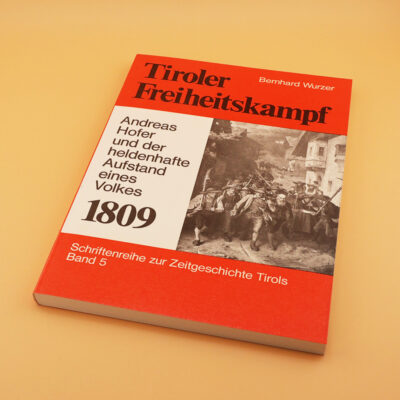 Tiroler
Freiheitskampf
Bernhard Wurzer
Andreas
Hofer
und der
heldenhafte
Aufstand
eines
Volkes
1809
Schriftenreihe zur Zeitgeschichte Tirols
Band 5